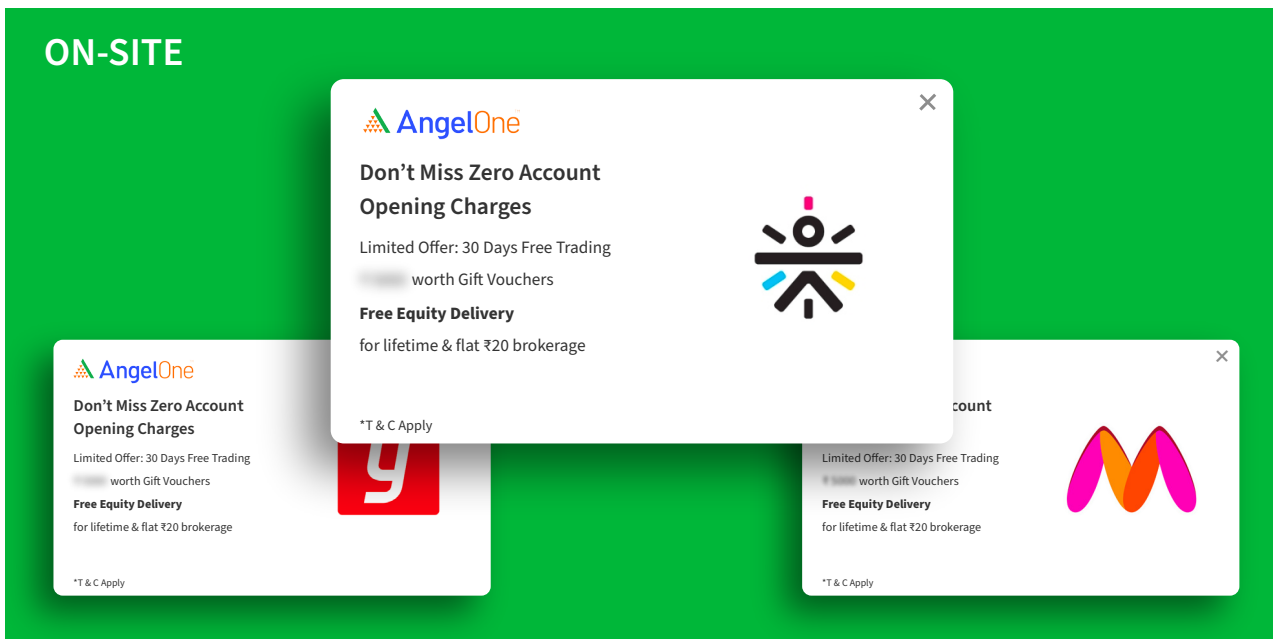 ON-SITE
AngelOne
Don’t Miss Zero Account
Opening Charges
Limited Offer: 30 Days Free Trading
worth Gift Vouchers
Free Equity Delivery
for lifetime & flat ₹20 brokerage
*T & C Apply
AngelOne
Don’t Miss Zero Account
Opening Charges
Limited Offer: 30 Days Free Trading
worth Gift Vouchers
Free Equity Delivery
for lifetime & flat ₹20 brokerage
*T & C Apply
g
count
Limited Offer: 30 Days Free Trading
worth Gift Vouchers
Free Equity Delivery
for lifetime & flat ₹20 brokerage
*T & C Apply